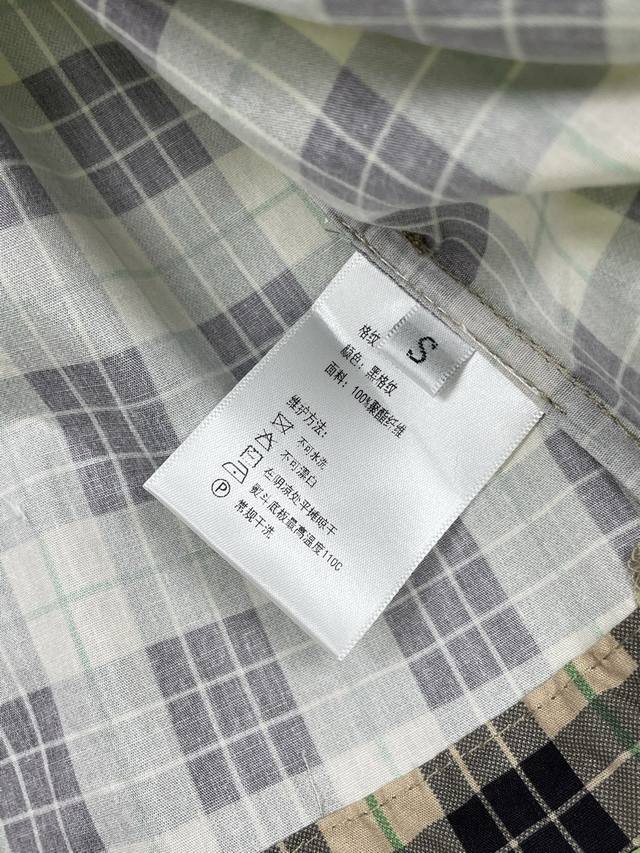 S
格纹
颜色：黑格纹
面料：100%聚酯纤维
维护方法：
不可水洗
不可漂白
在阴凉处平摊晾干
熨斗底板最高温度110C
P 常规干洗